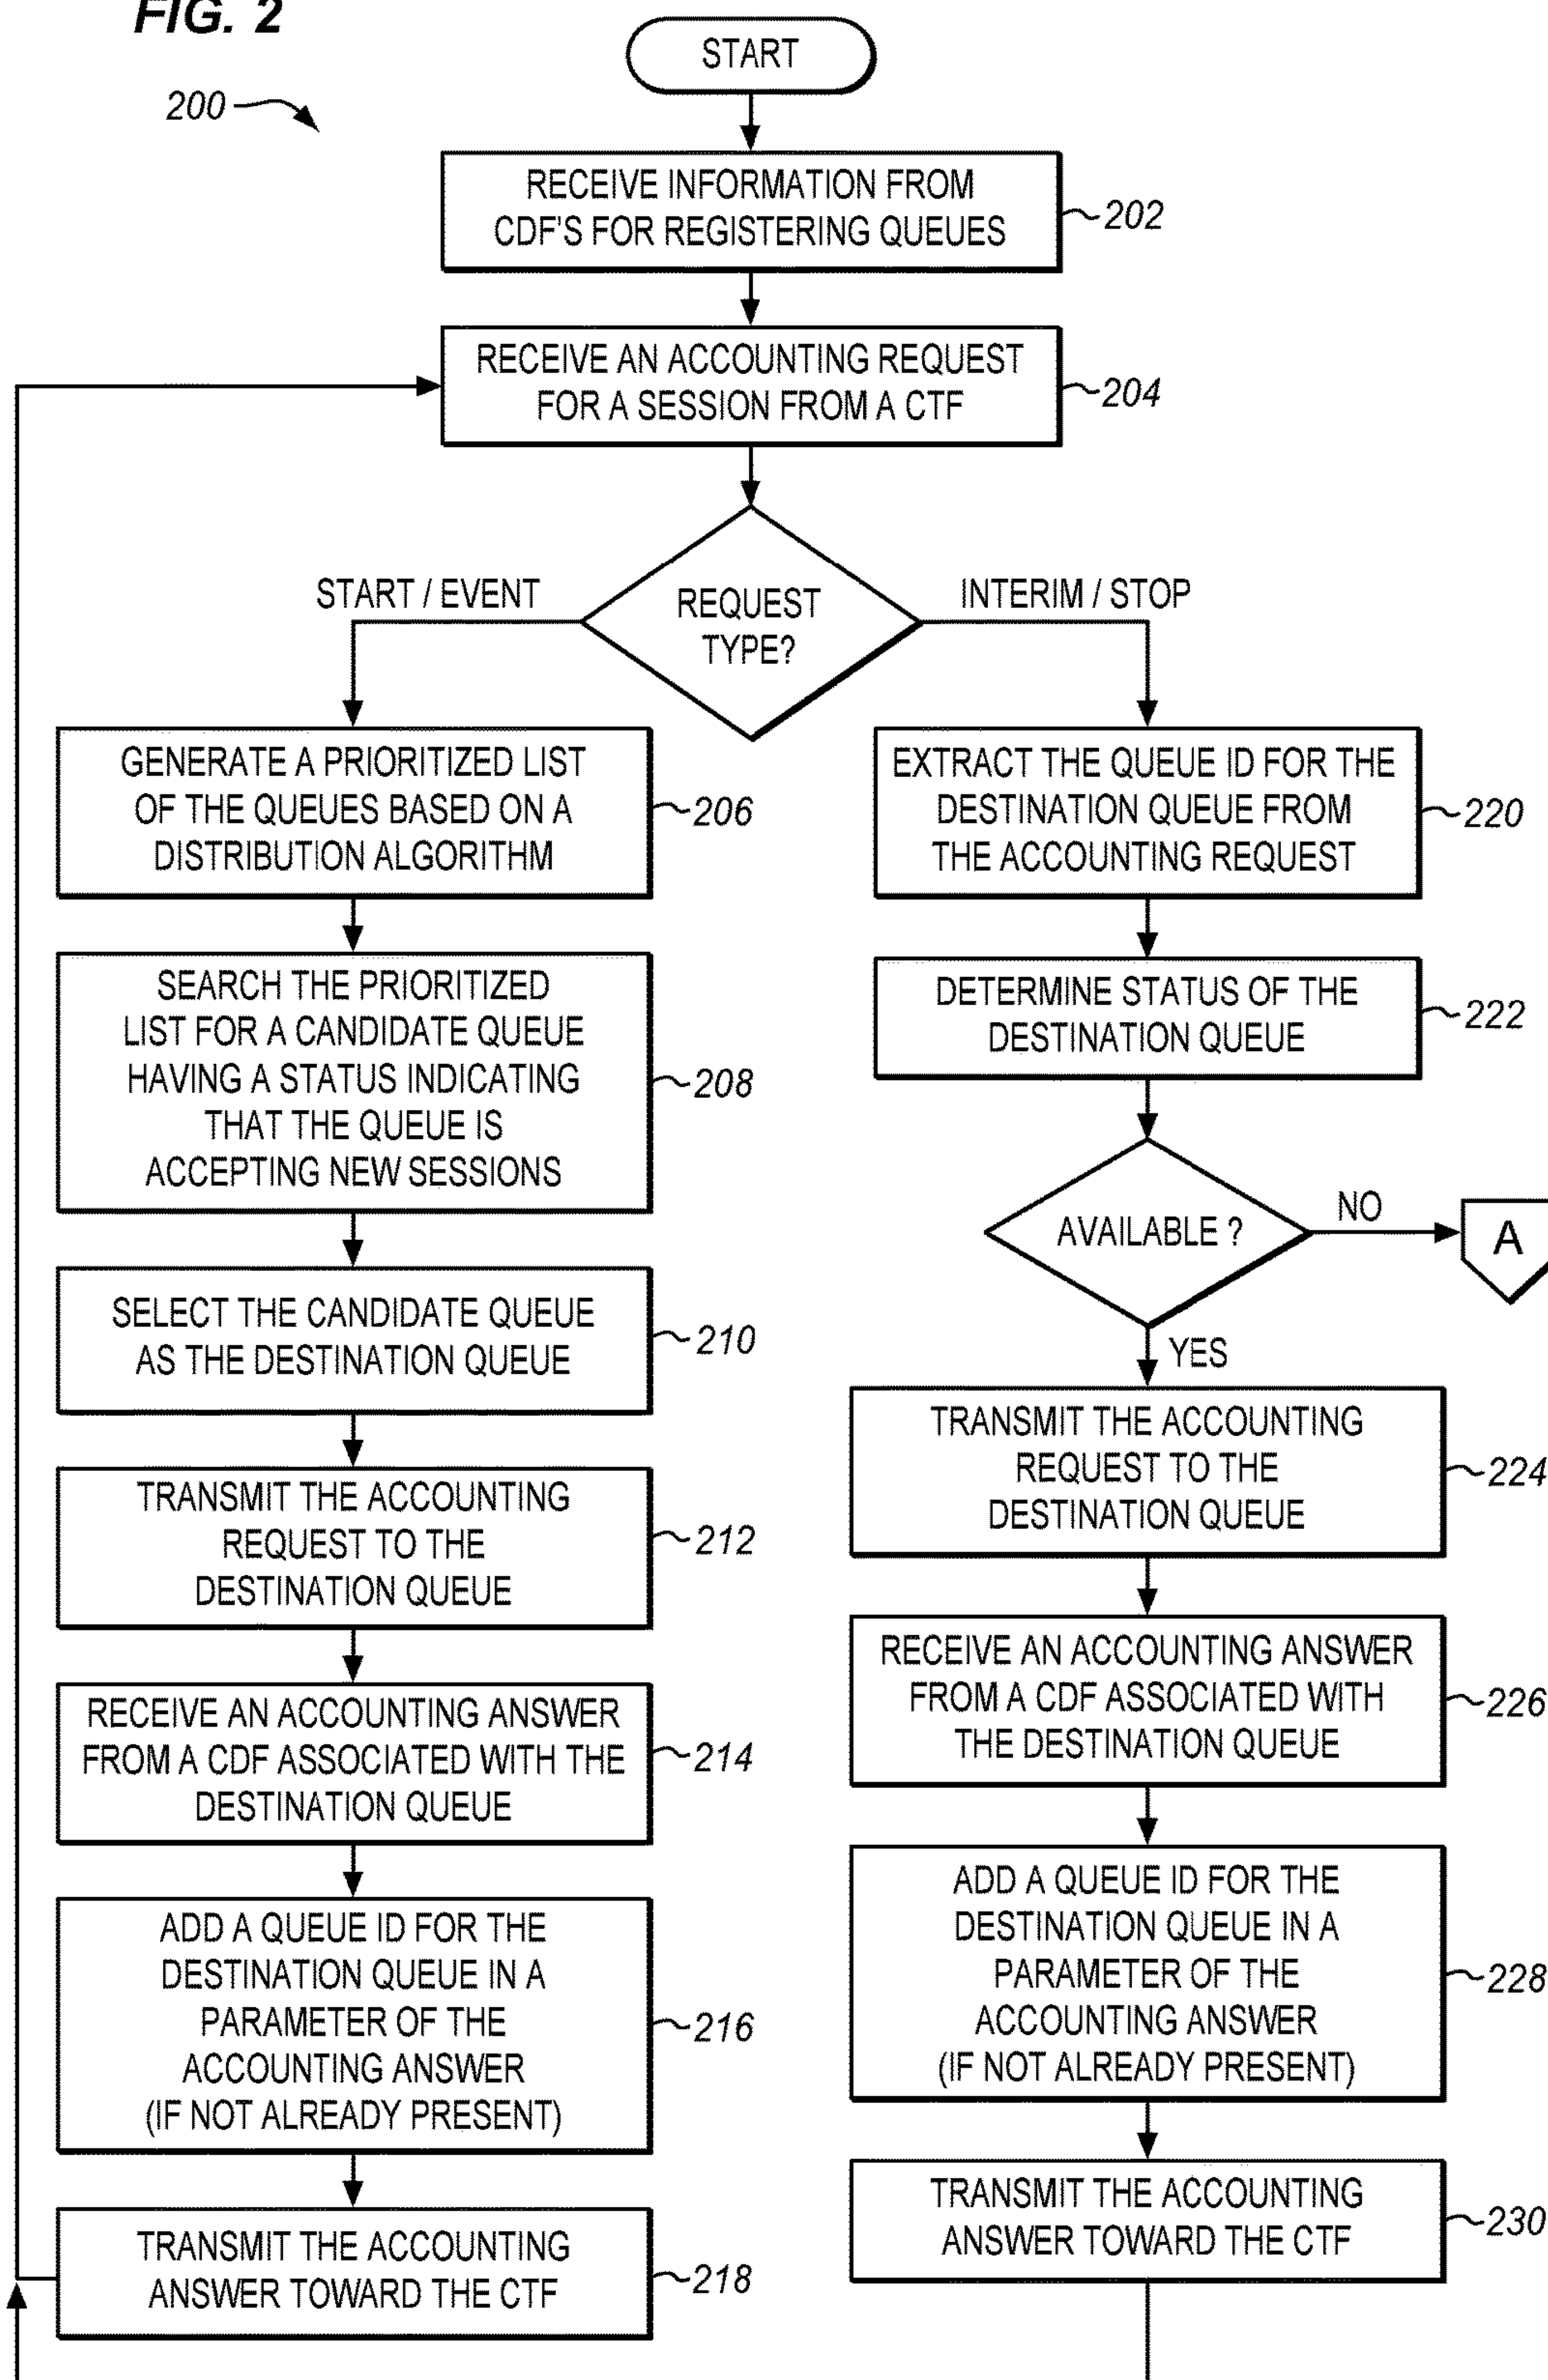 FIG. 2
200
START
RECEIVE INFORMATION FROM
CDF'S FOR REGISTERING QUEUES
202
RECEIVE AN ACCOUNTING REQUEST
FOR A SESSION FROM A CTF
204
REQUEST
TYPE?
START / EVENT
INTERIM / STOP
GENERATE A PRIORITIZED LIST
OF THE QUEUES BASED ON A
DISTRIBUTION ALGORITHM
206
SEARCH THE PRIORITIZED
LIST FOR A CANDIDATE QUEUE
HAVING A STATUS INDICATING
THAT THE QUEUE IS
ACCEPTING NEW SESSIONS
208
SELECT THE CANDIDATE QUEUE
AS THE DESTINATION QUEUE
210
TRANSMIT THE ACCOUNTING
REQUEST TO THE
DESTINATION QUEUE
212
RECEIVE AN ACCOUNTING ANSWER
FROM A CDF ASSOCIATED WITH THE
DESTINATION QUEUE
214
ADD A QUEUE ID FOR THE
DESTINATION QUEUE IN A
PARAMETER OF THE
ACCOUNTING ANSWER
(IF NOT ALREADY PRESENT)
216
TRANSMIT THE ACCOUNTING
ANSWER TOWARD THE CTF
218
EXTRACT THE QUEUE ID FOR THE
DESTINATION QUEUE FROM
THE ACCOUNTING REQUEST
220
DETERMINE STATUS OF THE
DESTINATION QUEUE
222
AVAILABLE ?
NO
A
YES
TRANSMIT THE ACCOUNTING
REQUEST TO THE
DESTINATION QUEUE
224
RECEIVE AN ACCOUNTING ANSWER
FROM A CDF ASSOCIATED WITH
THE DESTINATION QUEUE
226
ADD A QUEUE ID FOR THE
DESTINATION QUEUE IN A
PARAMETER OF THE
ACCOUNTING ANSWER
(IF NOT ALREADY PRESENT)
228
TRANSMIT THE ACCOUNTING
ANSWER TOWARD THE CTF
230